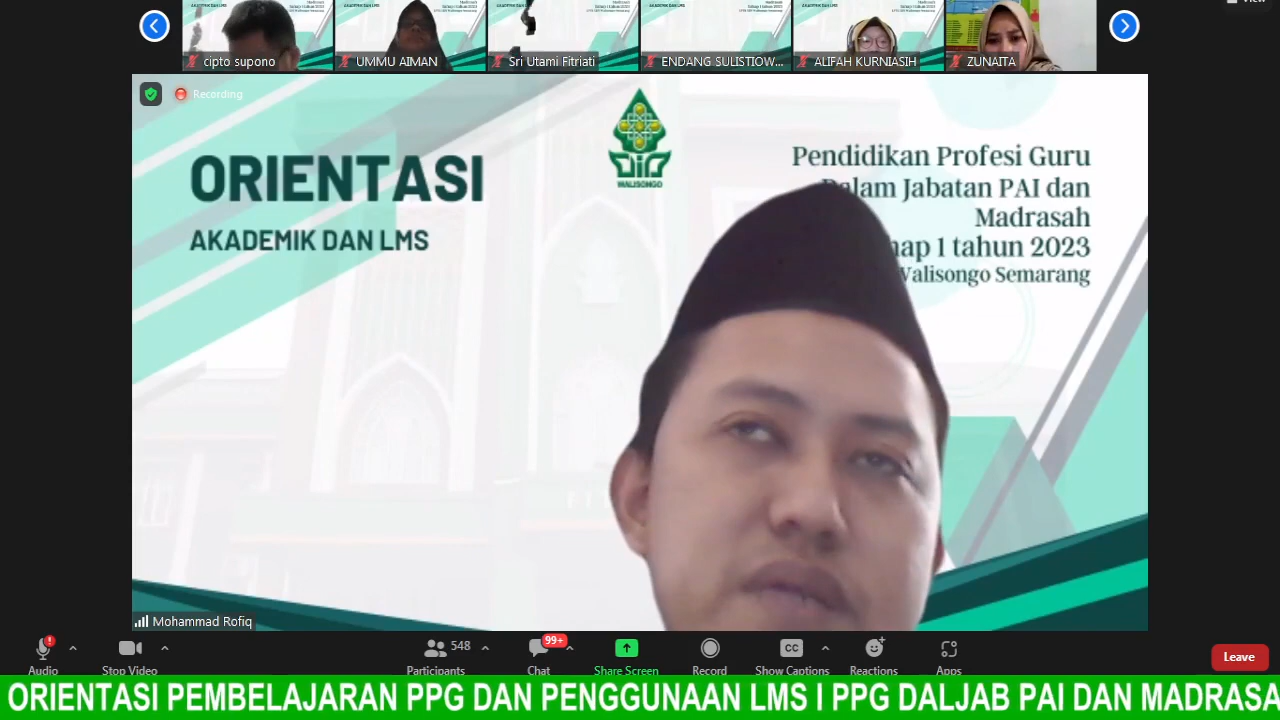 View
cipto supono
UMMU AIMAN
Sri Utami Fitriati
ENDANG SULISTIOW...
ALIFAH KURNIASIH
ZUNAITA
Recording
ORIENTASI
AKADEMIK DAN LMS
WALISONGO
Pendidikan Profesi Guru
Dalam Jabatan PAI dan
Madrasah
hap 1 tahun 2023
Walisongo Semarang
Mohammad Rofiq
548
99+
Audio
Stop Video
Participants
Chat
Share Screen
Record
CC
Show Captions
Reactions
Apps
Leave
ORIENTASI PEMBELAJARAN PPG DAN PENGGUNAAN LMS I PPG DALJAB PAI DAN MADRASA